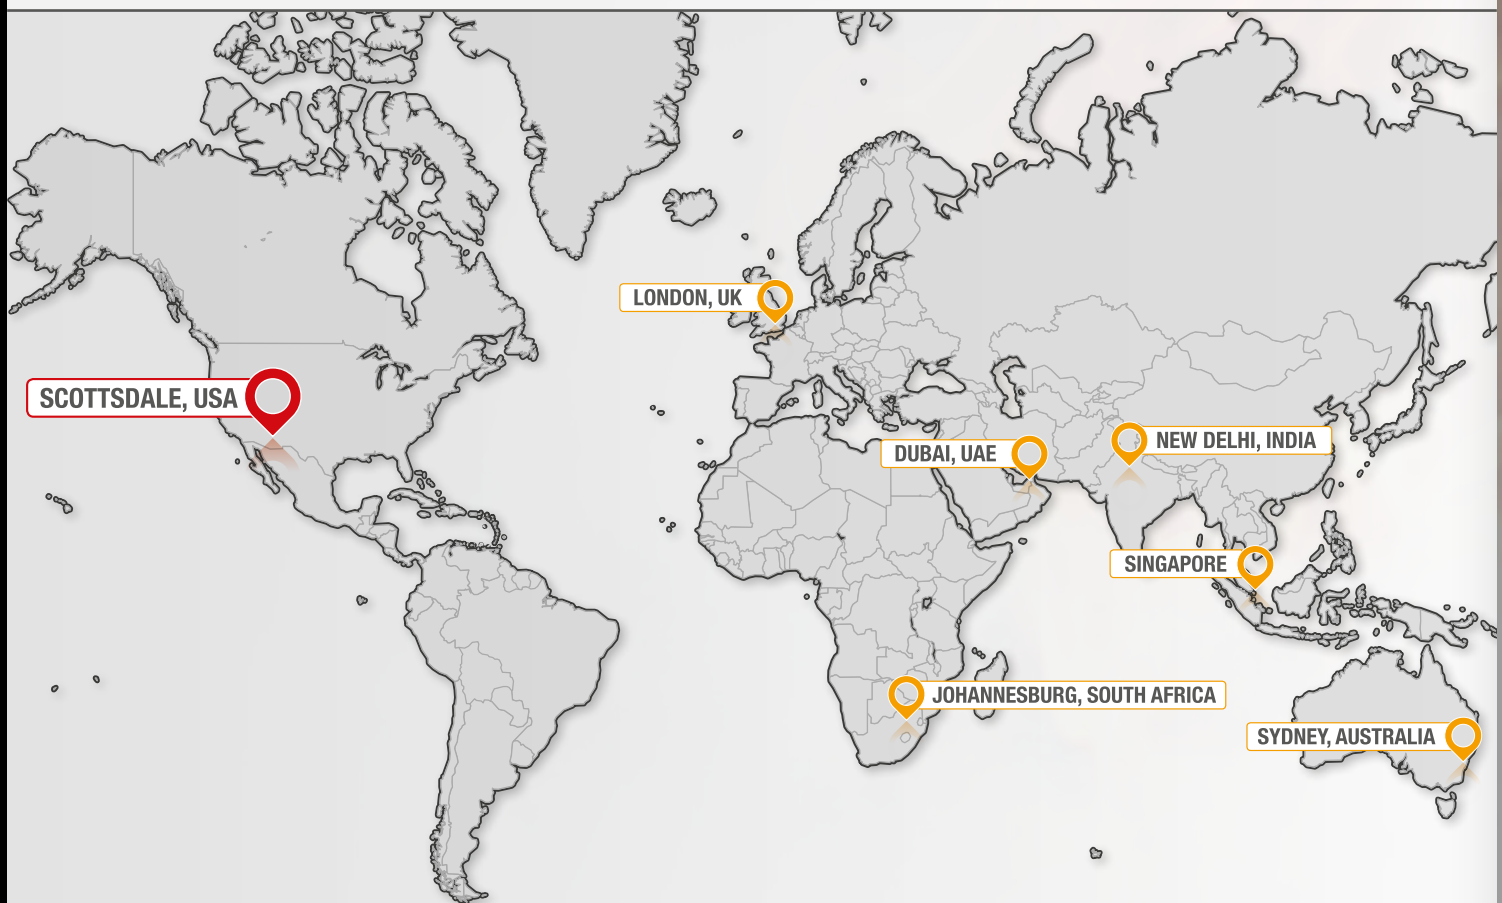 LONDON, UK
SCOTTSDALE, USA
DUBAI, UAE
NEW DELHI, INDIA
SINGAPORE
JOHANNESBURG, SOUTH AFRICA
SYDNEY, AUSTRALIA